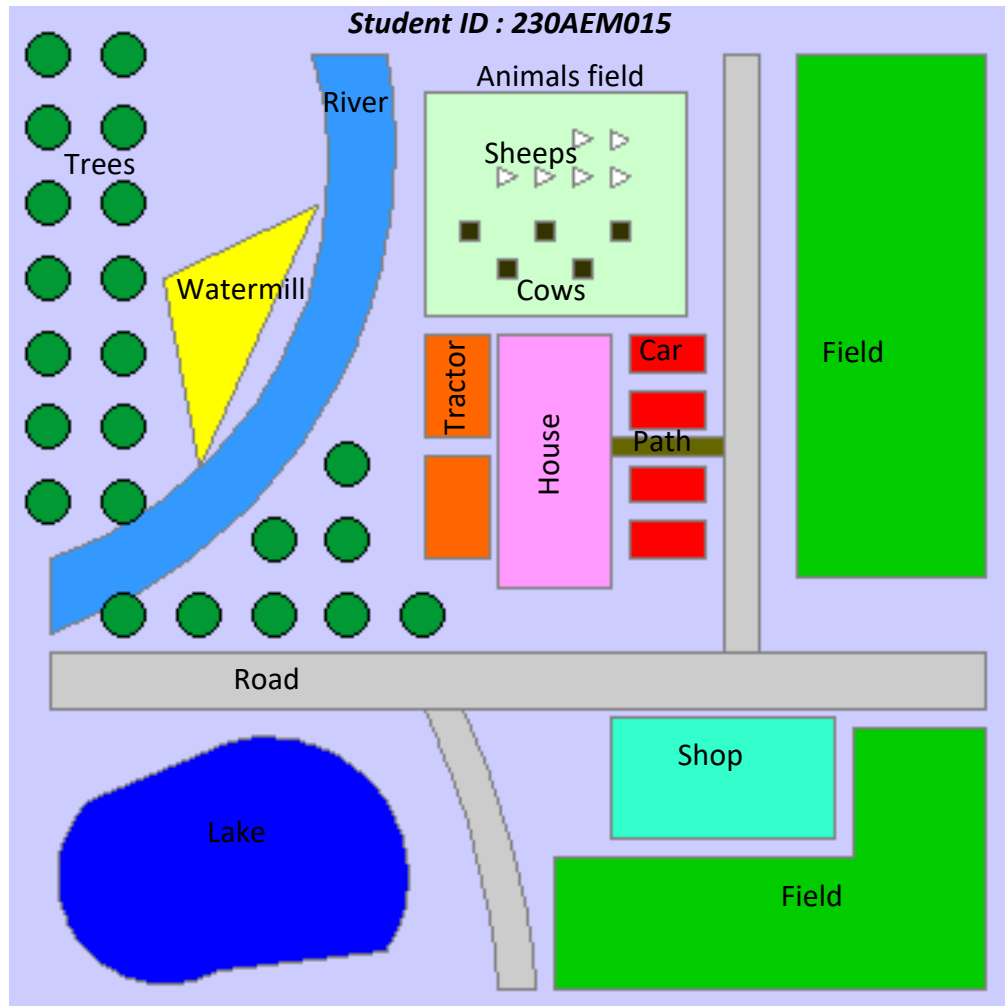 Student ID : 230AEM015
Animals field
River
Sheeps
Trees
Watermill
Cows
Tractor
Car
Field
House
Path
Road
Shop
Lake
Field